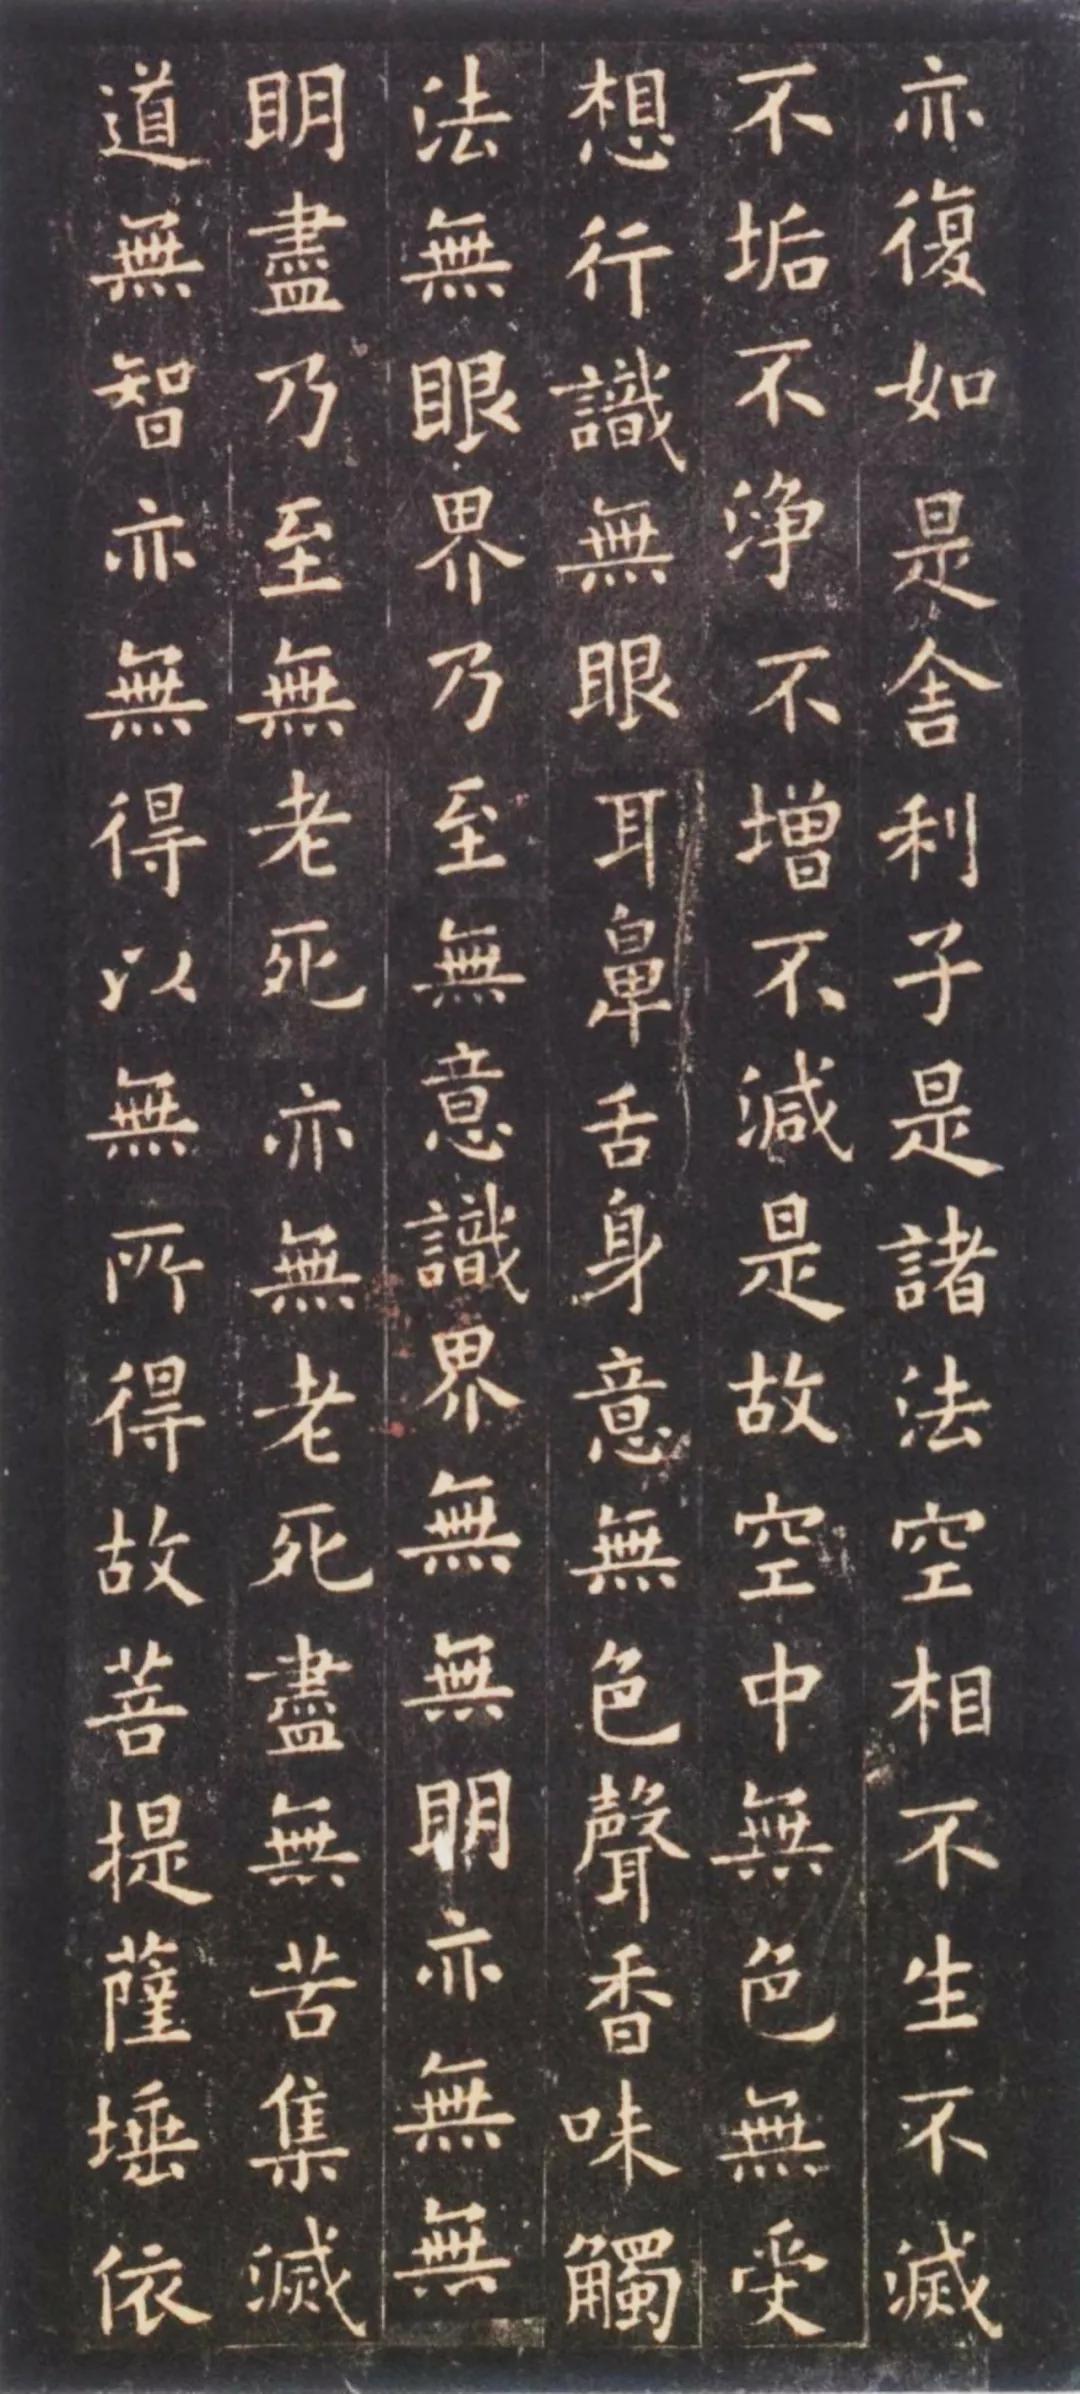 亦復如是舍利子是諸法空相不生不滅
不垢不淨不增不減是故空中無色無受
想行識無眼耳鼻舌身意無色聲香味觸
法無眼界乃至無意識界無無明亦無無
明盡乃至無老死亦無老死盡無苦集滅
道無智亦無得以無所得故菩提薩埵依